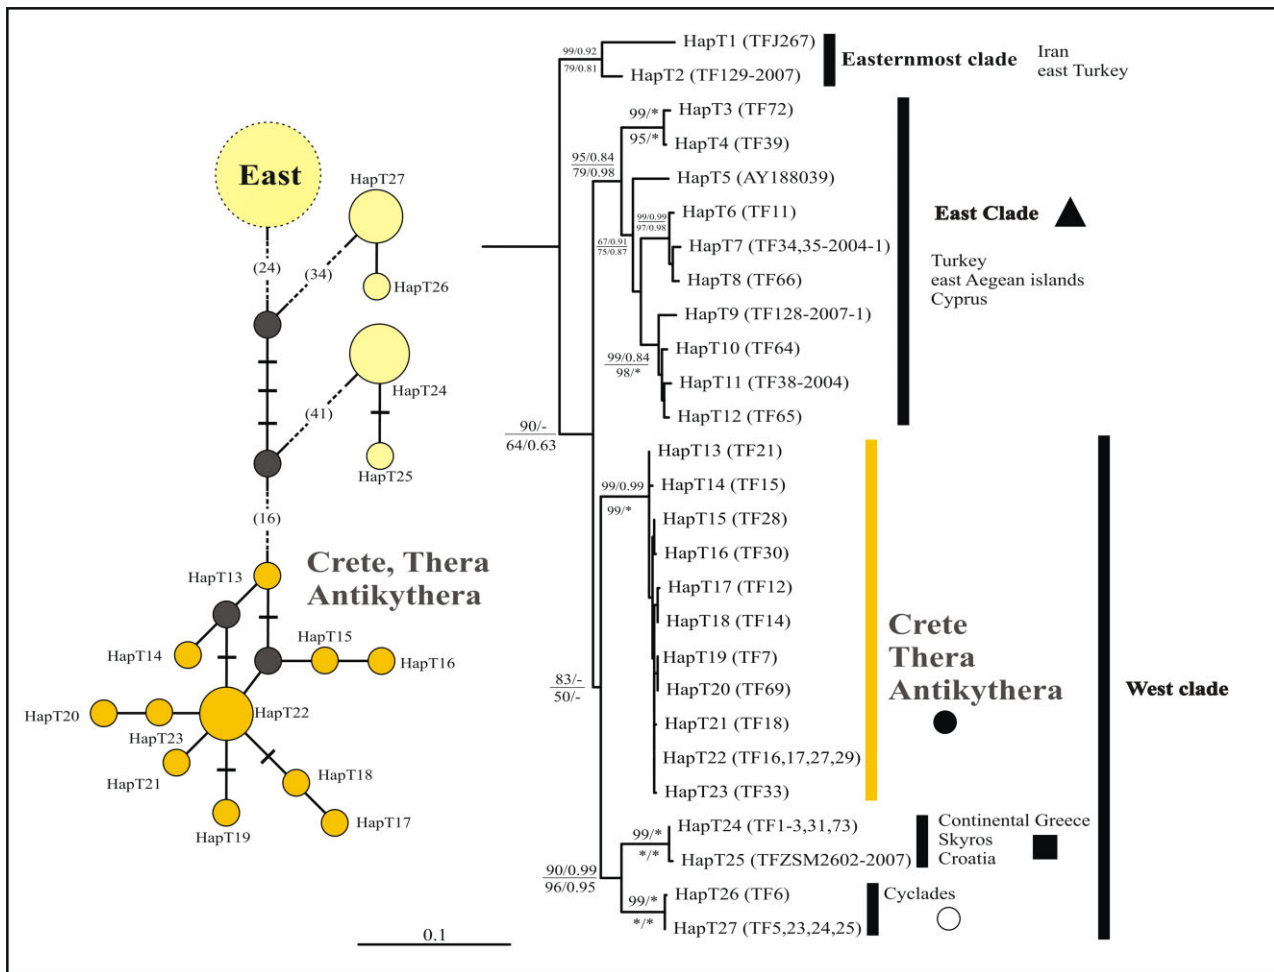 East
HapT27
(24)
(34)
HapT26
HapT24
(41)
HapT25
(16)
Crete, Thera
Antikythera
HapT13
HapT14
HapT15
HapT16
HapT20
HapT22
HapT23
HapT21
HapT18
HapT19
HapT17
99/0.92
79/0.81
HapT1 (TFJ267)
HapT2 (TF129-2007)
Easternmost clade
Iran
east Turkey
99/*
95/*
HapT3 (TF72)
HapT4 (TF39)
95/0.84
79/0.98
HapT5 (AY188039)
99/0.99
97/0.98
HapT6 (TF11)
67/0.91
75/0.87
HapT7 (TF34,35-2004-1)
HapT8 (TF66)
HapT9 (TF128-2007-1)
99/0.84
98/*
HapT10 (TF64)
HapT11 (TF38-2004)
HapT12 (TF65)
East Clade
Turkey
east Aegean islands
Cyprus
90/-
64/0.63
HapT13 (TF21)
99/0.99
99/*
HapT14 (TF15)
HapT15 (TF28)
HapT16 (TF30)
HapT17 (TF12)
HapT18 (TF14)
HapT19 (TF7)
HapT20 (TF69)
HapT21 (TF18)
HapT22 (TF16,17,27,29)
HapT23 (TF33)
Crete
Thera
Antikythera
West clade
83/-
50/-
90/0.99
96/0.95
99/*
*/*
HapT24 (TF1-3,31,73)
HapT25 (TFZSM2602-2007)
Continental Greece
Skyros
Croatia
99/*
*/*
HapT26 (TF6)
HapT27 (TF5,23,24,25)
Cyclades
0.1